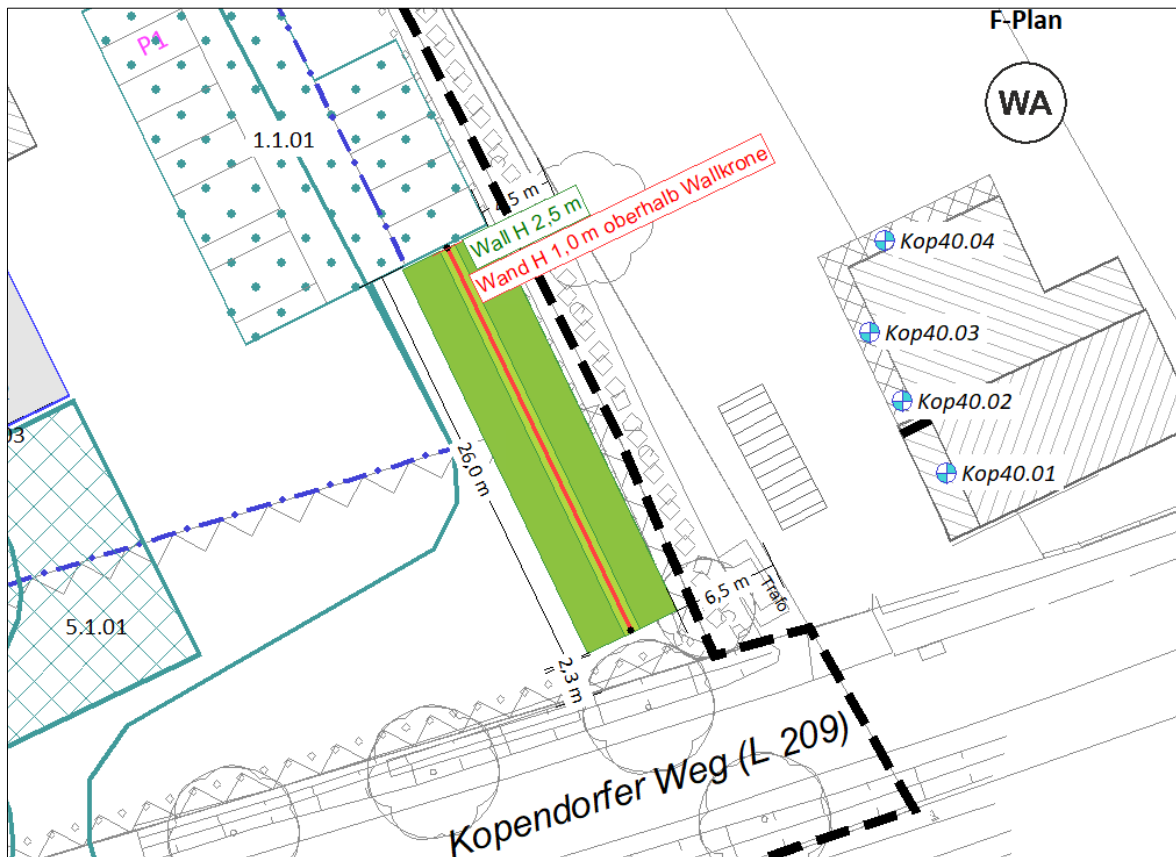 F-Plan
P1
WA
1.1.01
5 m
Wall H 2,5 m
Wand H 1,0 m oberhalb Wallkrone
Kop40.04
Kop40.03
Kop40.02
Kop40.01
26,0 m
6,5 m
Trafo
5.1.01
2,3 m
Kopendorfer Weg (L 209)